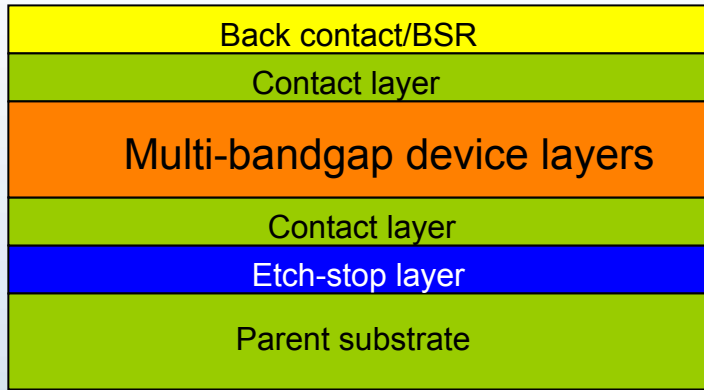 Back contact/BSR
Contact layer
Multi-bandgap device layers
Contact layer
Etch-stop layer
Parent substrate